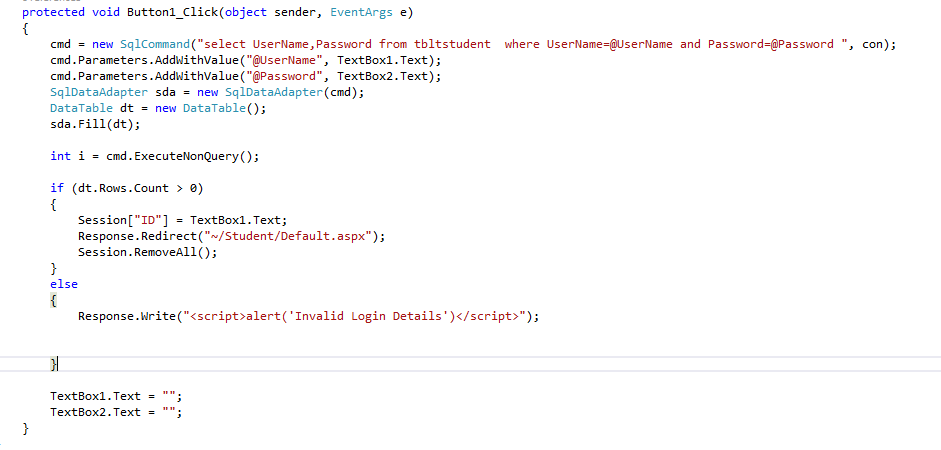 protected void Button1_Click(object sender, EventArgs e)
{
cmd = new SqlCommand("select UserName,Password from tbltstudent  where UserName=@UserName and Password=@Password ", con);
cmd.Parameters.AddWithValue("@UserName", TextBox1.Text);
cmd.Parameters.AddWithValue("@Password", TextBox2.Text);
SqlDataAdapter sda = new SqlDataAdapter(cmd);
DataTable dt = new DataTable();
sda.Fill(dt);
int i = cmd.ExecuteNonQuery();
if (dt.Rows.Count > 0)
{
Session["ID"] = TextBox1.Text;
Response.Redirect("~/Student/Default.aspx");
Session.RemoveAll();
}
else
{
Response.Write("<script>alert('Invalid Login Details')</script>");
}
TextBox1.Text = "";
TextBox2.Text = "";
}